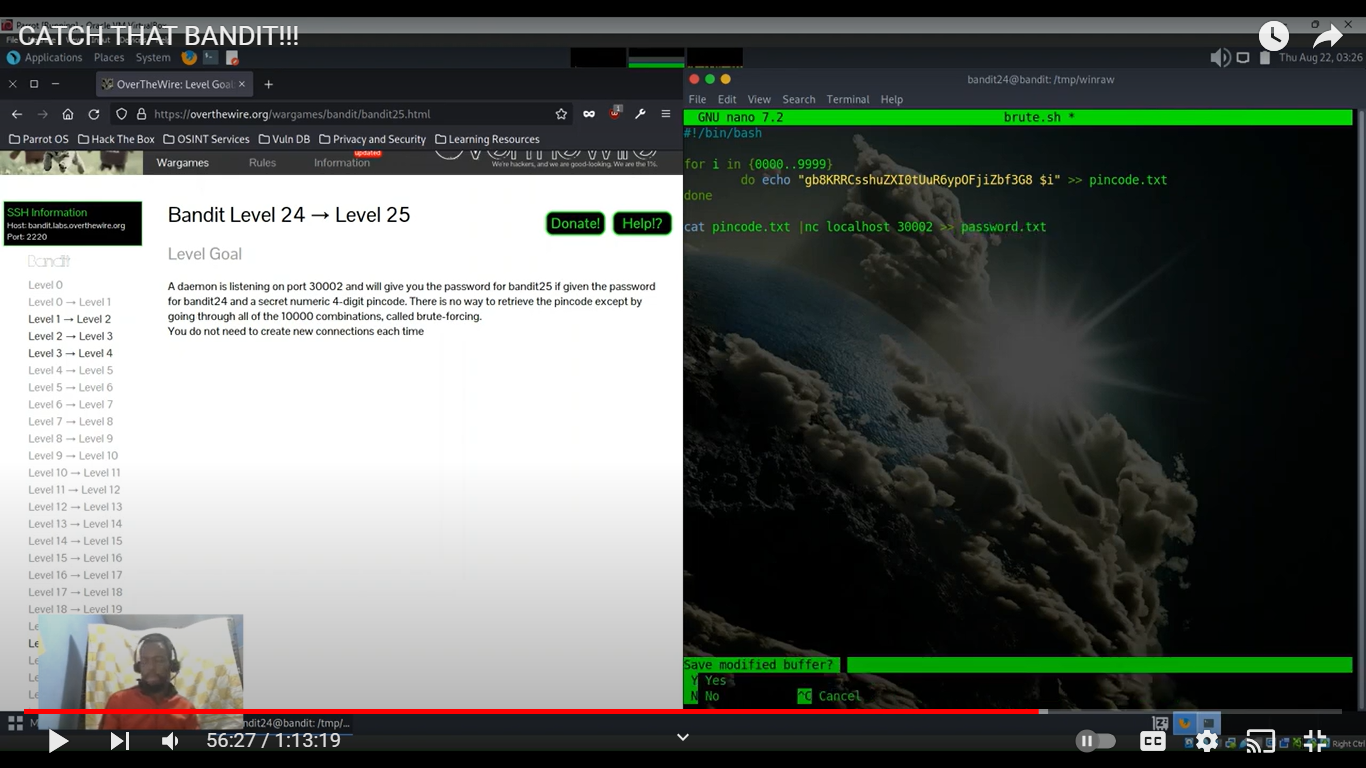 CATCH THAT BANDIT!!!
Applications Places System
Thu Aug 22, 03:26
OverTheWire: Level Goal
https://overthewire.org/wargames/bandit/bandit25.html
1
Parrot OS Hack The Box OSINT Services Vuln DB Privacy and Security Learning Resources
updated
Wargames Rules Information
We're hackers, and we are good-looking. We are the 1%.
SSH Information
Host: bandit.labs.overthewire.org
Port: 2220
Bandit
Level 0
Level 0 → Level 1
Level 1 → Level 2
Level 2 → Level 3
Level 3 → Level 4
Level 4 → Level 5
Level 5 → Level 6
Level 6 → Level 7
Level 7 → Level 8
Level 8 → Level 9
Level 9 → Level 10
Level 10 → Level 11
Level 11 → Level 12
Level 12 → Level 13
Level 13 → Level 14
Level 14 → Level 15
Level 15 → Level 16
Level 16 → Level 17
Level 17 → Level 18
Level 18 → Level 19
Bandit Level 24 → Level 25
Donate! Help!?
Level Goal
A daemon is listening on port 30002 and will give you the password for bandit25 if given the password
for bandit24 and a secret numeric 4-digit pincode. There is no way to retrieve the pincode except by
going through all of the 10000 combinations, called brute-forcing.
You do not need to create new connections each time
bandit24@bandit: /tmp/winraw
File Edit View Search Terminal Help
GNU nano 7.2 brute.sh *
#!/bin/bash
for i in {0000..9999}
do echo "gb8KRRCsshuZXI0tUuR6ypOFjiZbf3G8 $i" >> pincode.txt
done
cat pincode.txt |nc localhost 30002 >> password.txt
Save modified buffer?
Y Yes
N No ^C Cancel
ndit24@bandit: /tmp/...
56:27 / 1:13:19
CC
Right Ctrl